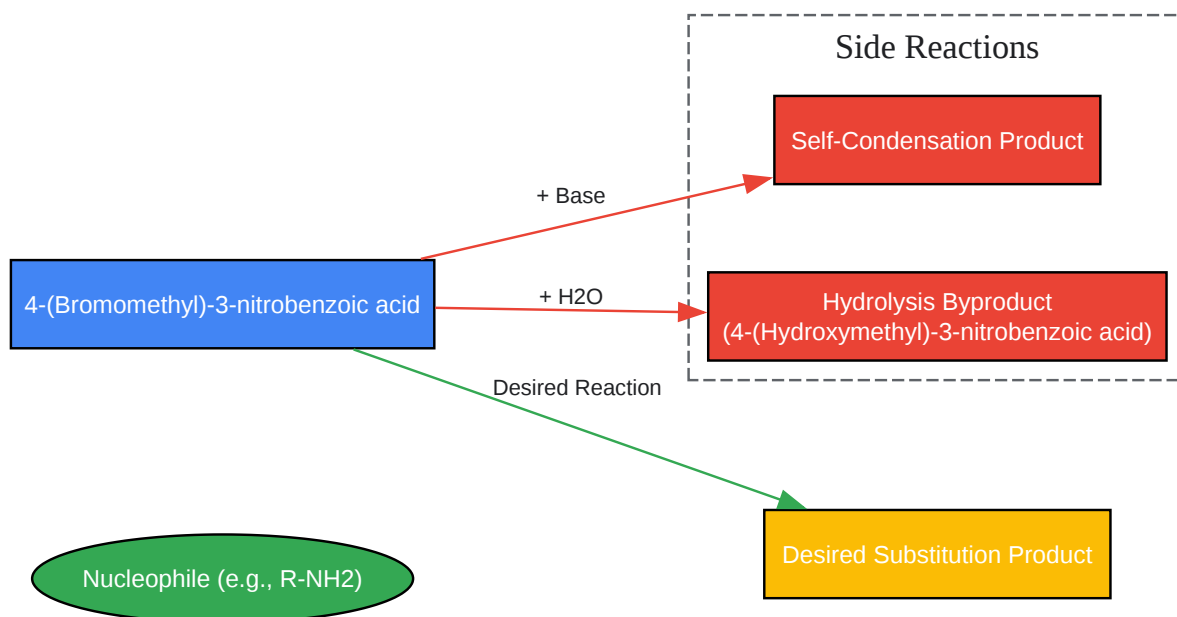 Side Reactions
Self-Condensation Product
+ Base
4-(Bromomethyl)-3-nitrobenzoic acid
+ H2O
Hydrolysis Byproduct
(4-(Hydroxymethyl)-3-nitrobenzoic acid)
Desired Reaction
Desired Substitution Product
Nucleophile (e.g., R-NH2)